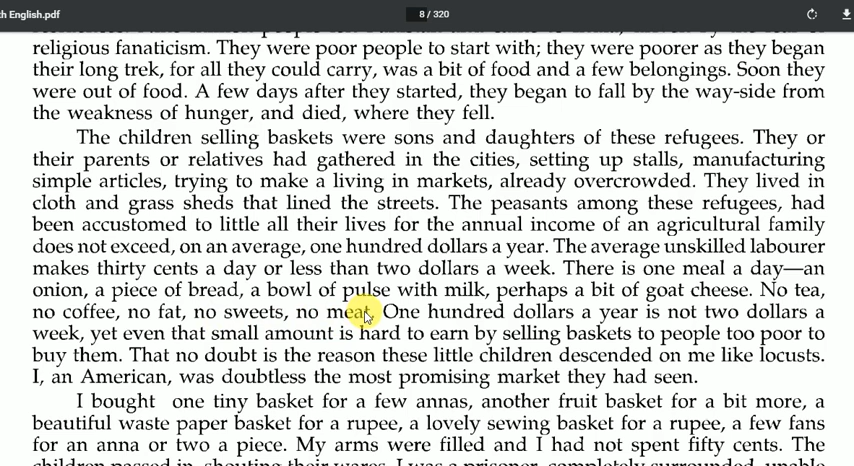 h English.pdf
8 / 320
religious fanaticism. They were poor people to start with; they were poorer as they began
their long trek, for all they could carry, was a bit of food and a few belongings. Soon they
were out of food. A few days after they started, they began to fall by the way-side from
the weakness of hunger, and died, where they fell.
The children selling baskets were sons and daughters of these refugees. They or
their parents or relatives had gathered in the cities, setting up stalls, manufacturing
simple articles, trying to make a living in markets, already overcrowded. They lived in
cloth and grass sheds that lined the streets. The peasants among these refugees, had
been accustomed to little all their lives for the annual income of an agricultural family
does not exceed, on an average, one hundred dollars a year. The average unskilled labourer
makes thirty cents a day or less than two dollars a week. There is one meal a day—an
onion, a piece of bread, a bowl of pulse with milk, perhaps a bit of goat cheese. No tea,
no coffee, no fat, no sweets, no meat. One hundred dollars a year is not two dollars a
week, yet even that small amount is hard to earn by selling baskets to people too poor to
buy them. That no doubt is the reason these little children descended on me like locusts.
I, an American, was doubtless the most promising market they had seen.
I bought one tiny basket for a few annas, another fruit basket for a bit more, a
beautiful waste paper basket for a rupee, a lovely sewing basket for a rupee, a few fans
for an anna or two a piece. My arms were filled and I had not spent fifty cents. The
children passed in, shouting their wares. I was a prisoner, completely surrounded, unable